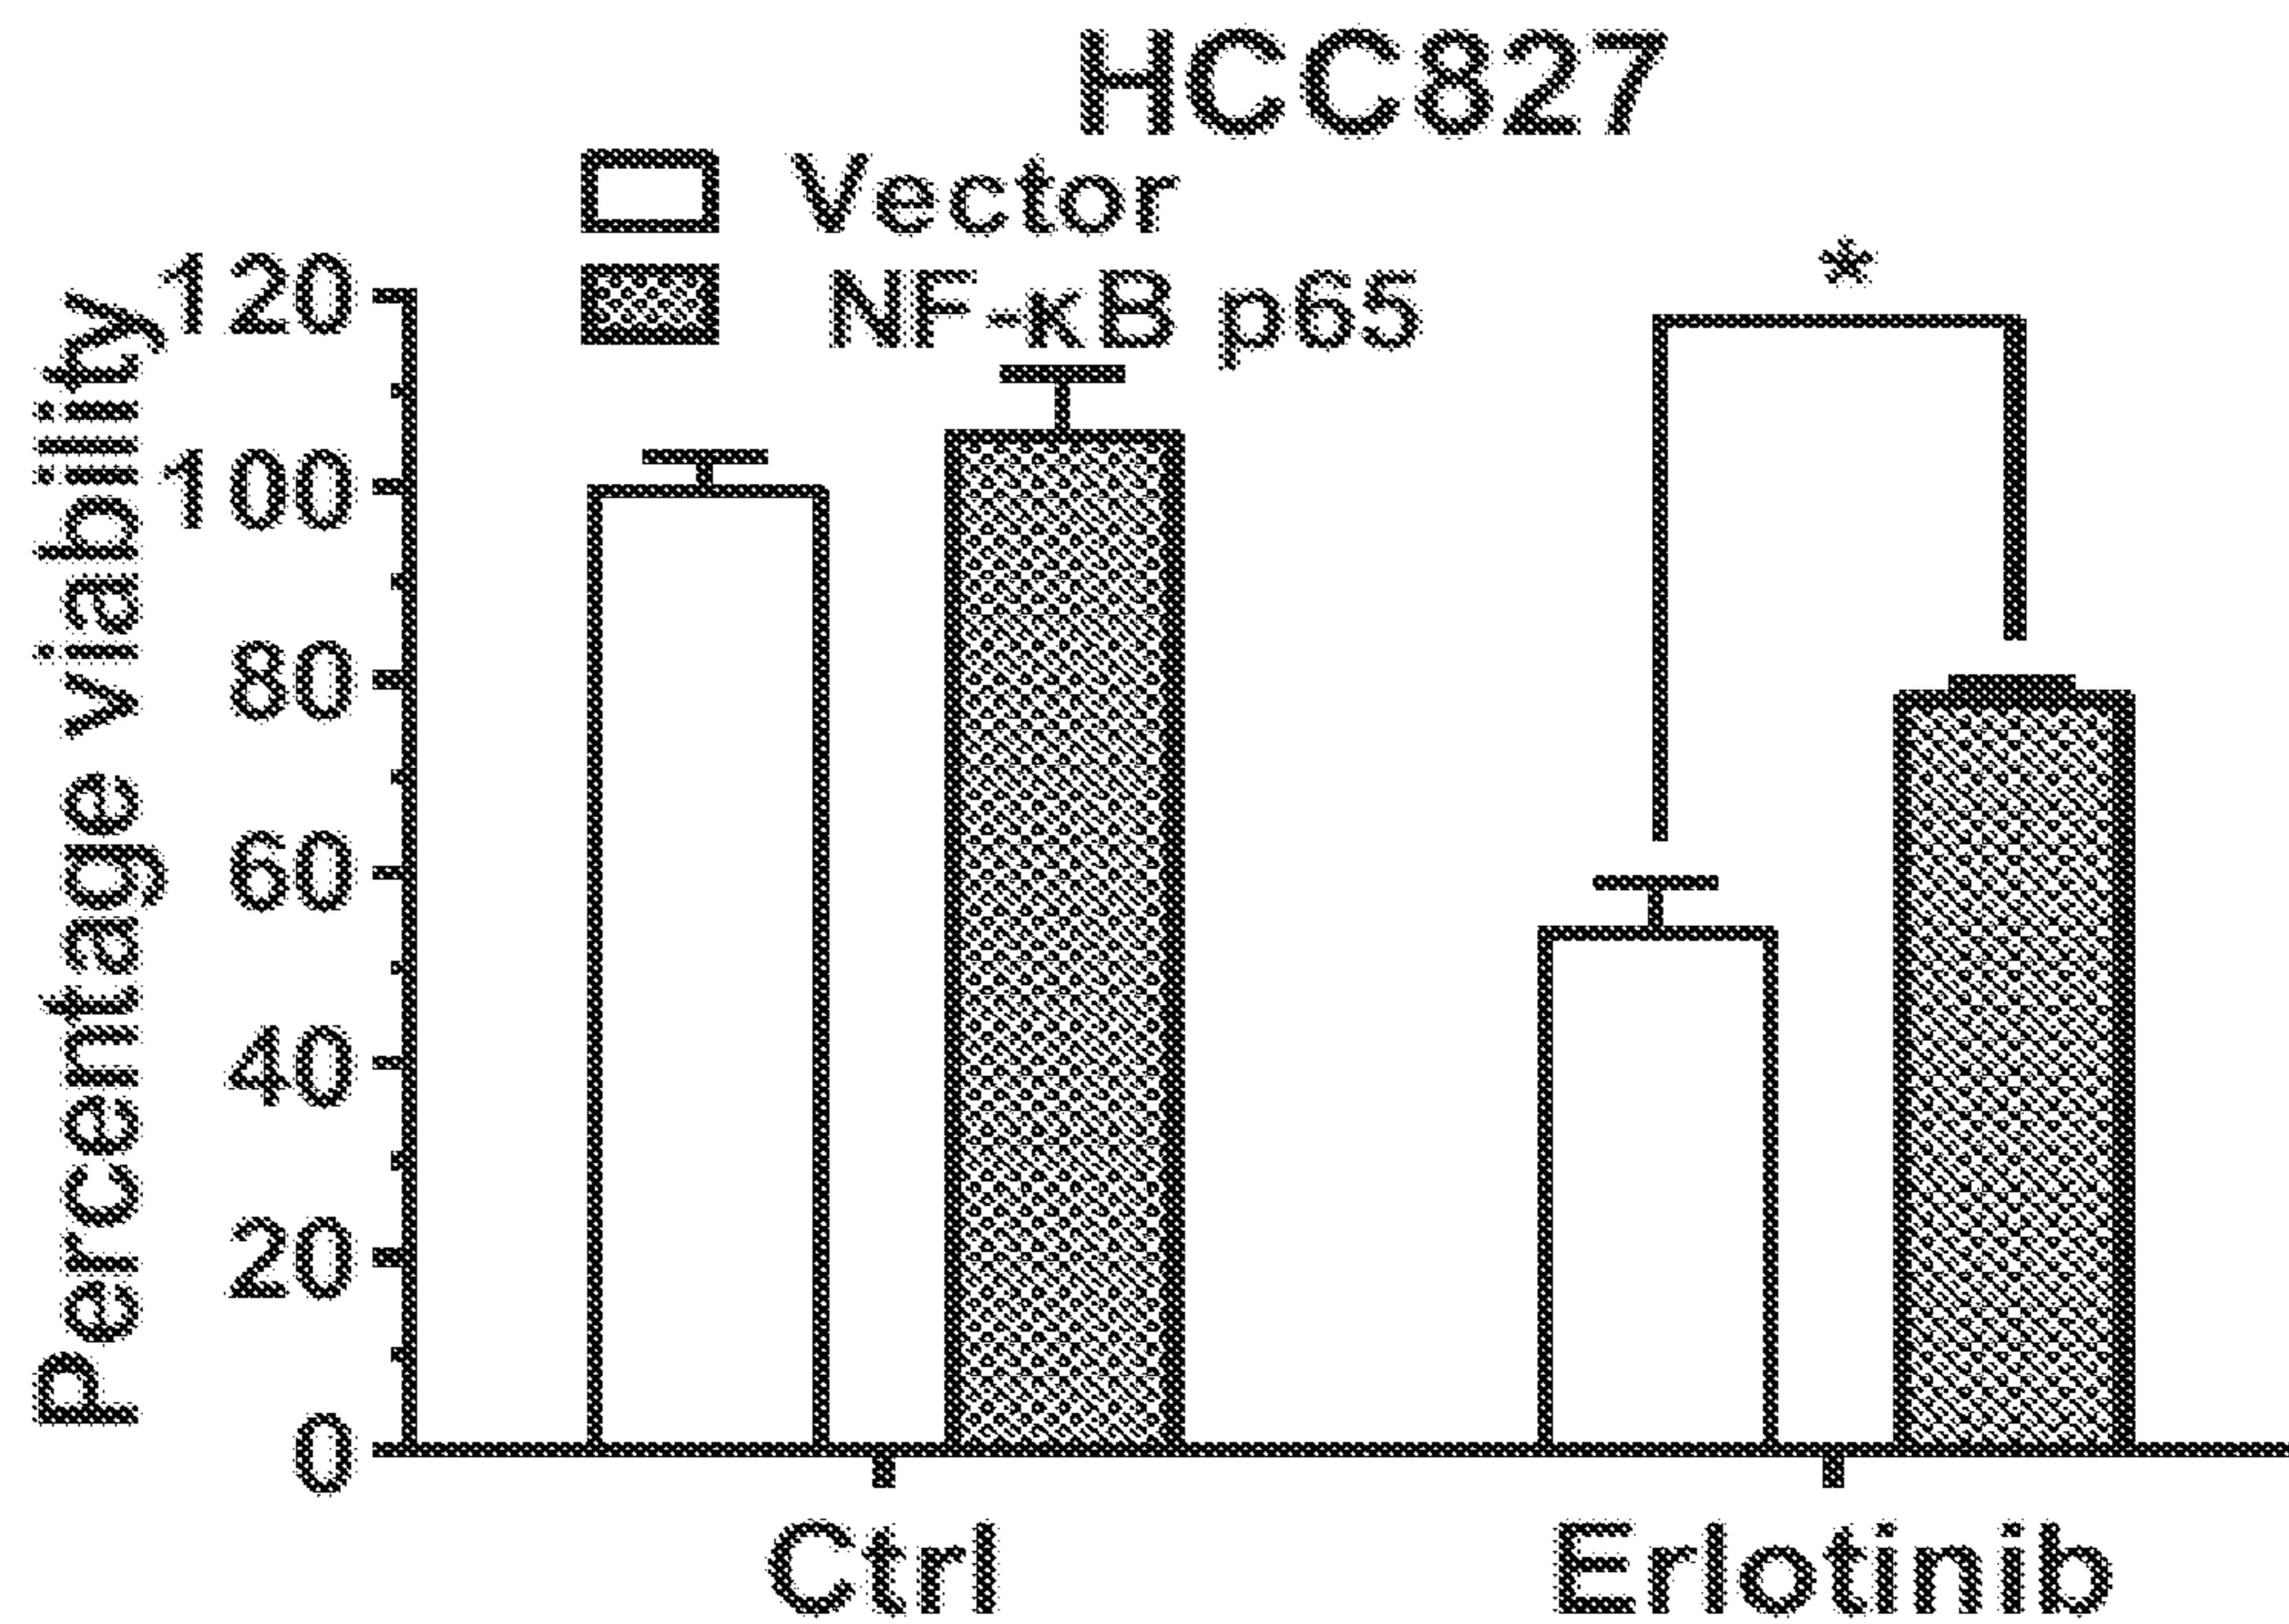 HCC827
Vector
NF-κB p65
*
Percentage viability
120
100
80
60
40
20
0
Ctrl
Erlotinib